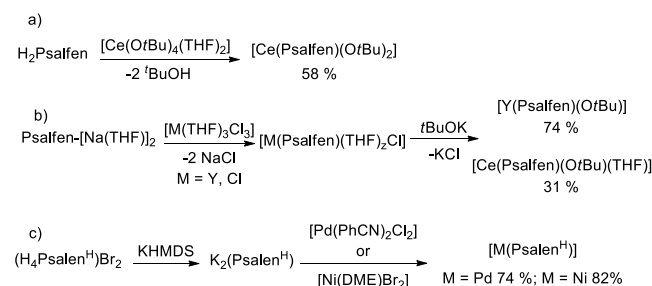 a)
H₂Psalfen [Ce(OtBu)₄(THF)₂] [Ce(Psalfen)(OtBu)₂]
-2 ᵗBuOH 58 %
b)
Psalfen-[Na(THF)]₂ [M(THF)₃Cl₃] [M(Psalfen)(THF)₂Cl] tBuOK [Y(Psalfen)(OtBu)]
-2 NaCl -KCl 74 %
M = Y, Cl [Ce(Psalfen)(OtBu)(THF)]
31 %
c)
(H₄Psalenᴴ)Br₂ KHMDS K₂(Psalenᴴ) [Pd(PhCN)₂Cl₂] [M(Psalenᴴ)]
or
[Ni(DME)Br₂] M = Pd 74 %; M = Ni 82%